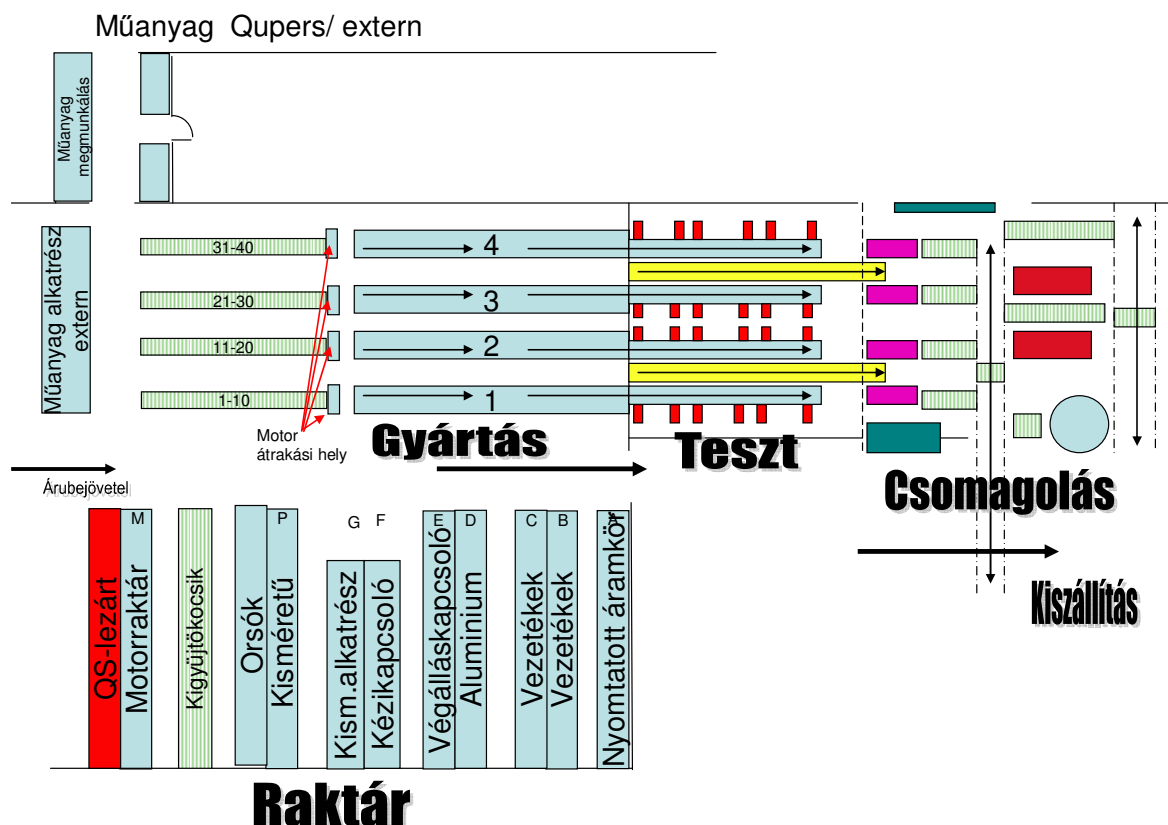 Műanyag Qupers/ extern
Műanyag
megmunkálás
Műanyag alkatrész
extern
31-40
21-30
11-20
1-10
4
3
2
1
Motor
átrakási hely
Gyártás
Teszt
Csomagolás
Kiszállítás
Árubejövetel
QS-lezárt
M
Motorraktár
Kigyüjtökocsik
Orsók
P
Kisméretű
G
Kism.alkatrész
F
Kézikapcsoló
E
Végálláskapcsoló
D
Aluminium
C
Vezetékek
B
Vezetékek
A
Nyomtatott áramkör
Raktár